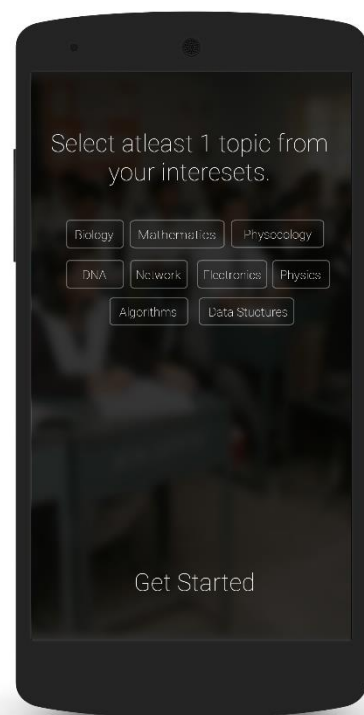 Select atleast 1 topic from
your interesets.
Biology Mathematics Physocology
DNA Network Electronics Physics
Algorithms Data Stuctures
Get Started